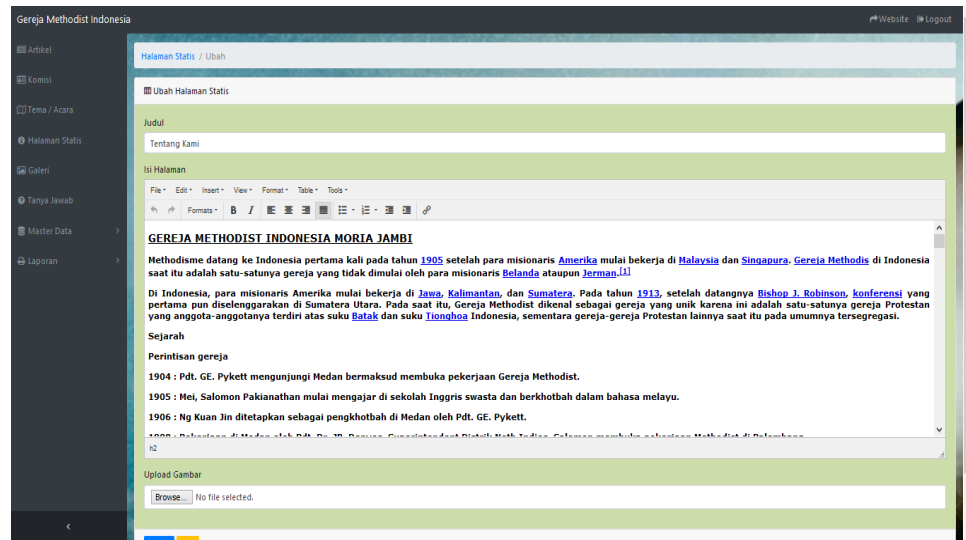 Gereja Methodist Indonesia
Website Logout
Artikel
Komisi
Tema / Acara
Halaman Statis
Galeri
Tanya Jawab
Master Data
Laporan
Halaman Statis / Ubah
Ubah Halaman Statis
Judul
Tentang Kami
Isi Halaman
File Edit Insert View Format Table Tools
Formats B I
GEREJA METHODIST INDONESIA MORIA JAMBI
Methodisme datang ke Indonesia pertama kali pada tahun 1905 setelah para misionaris Amerika mulai bekerja di Malaysia dan Singapura. Gereja Methodis di Indonesia
saat itu adalah satu-satunya gereja yang tidak dimulai oleh para misionaris Belanda ataupun Jerman.[1]
Di Indonesia, para misionaris Amerika mulai bekerja di Jawa, Kalimantan, dan Sumatera. Pada tahun 1913, setelah datangnya Bishop J. Robinson, konferensi yang
pertama pun diselenggarakan di Sumatera Utara. Pada saat itu, Gereja Methodist dikenal sebagai gereja yang unik karena ini adalah satu-satunya gereja Protestan
yang anggota-anggotanya terdiri atas suku Batak dan suku Tionghoa Indonesia, sementara gereja-gereja Protestan lainnya saat itu pada umumnya tersegregasi.
Sejarah
Perintisan gereja
1904 : Pdt. GE. Pykett mengunjungi Medan bermaksud membuka pekerjaan Gereja Methodist.
1905 : Mei, Salomon Pakianathan mulai mengajar di sekolah Inggris swasta dan berkhotbah dalam bahasa melayu.
1906 : Ng Kuan Jin ditetapkan sebagai pengkhotbah di Medan oleh Pdt. GE. Pykett.
h2
Upload Gambar
Browse... No file selected.